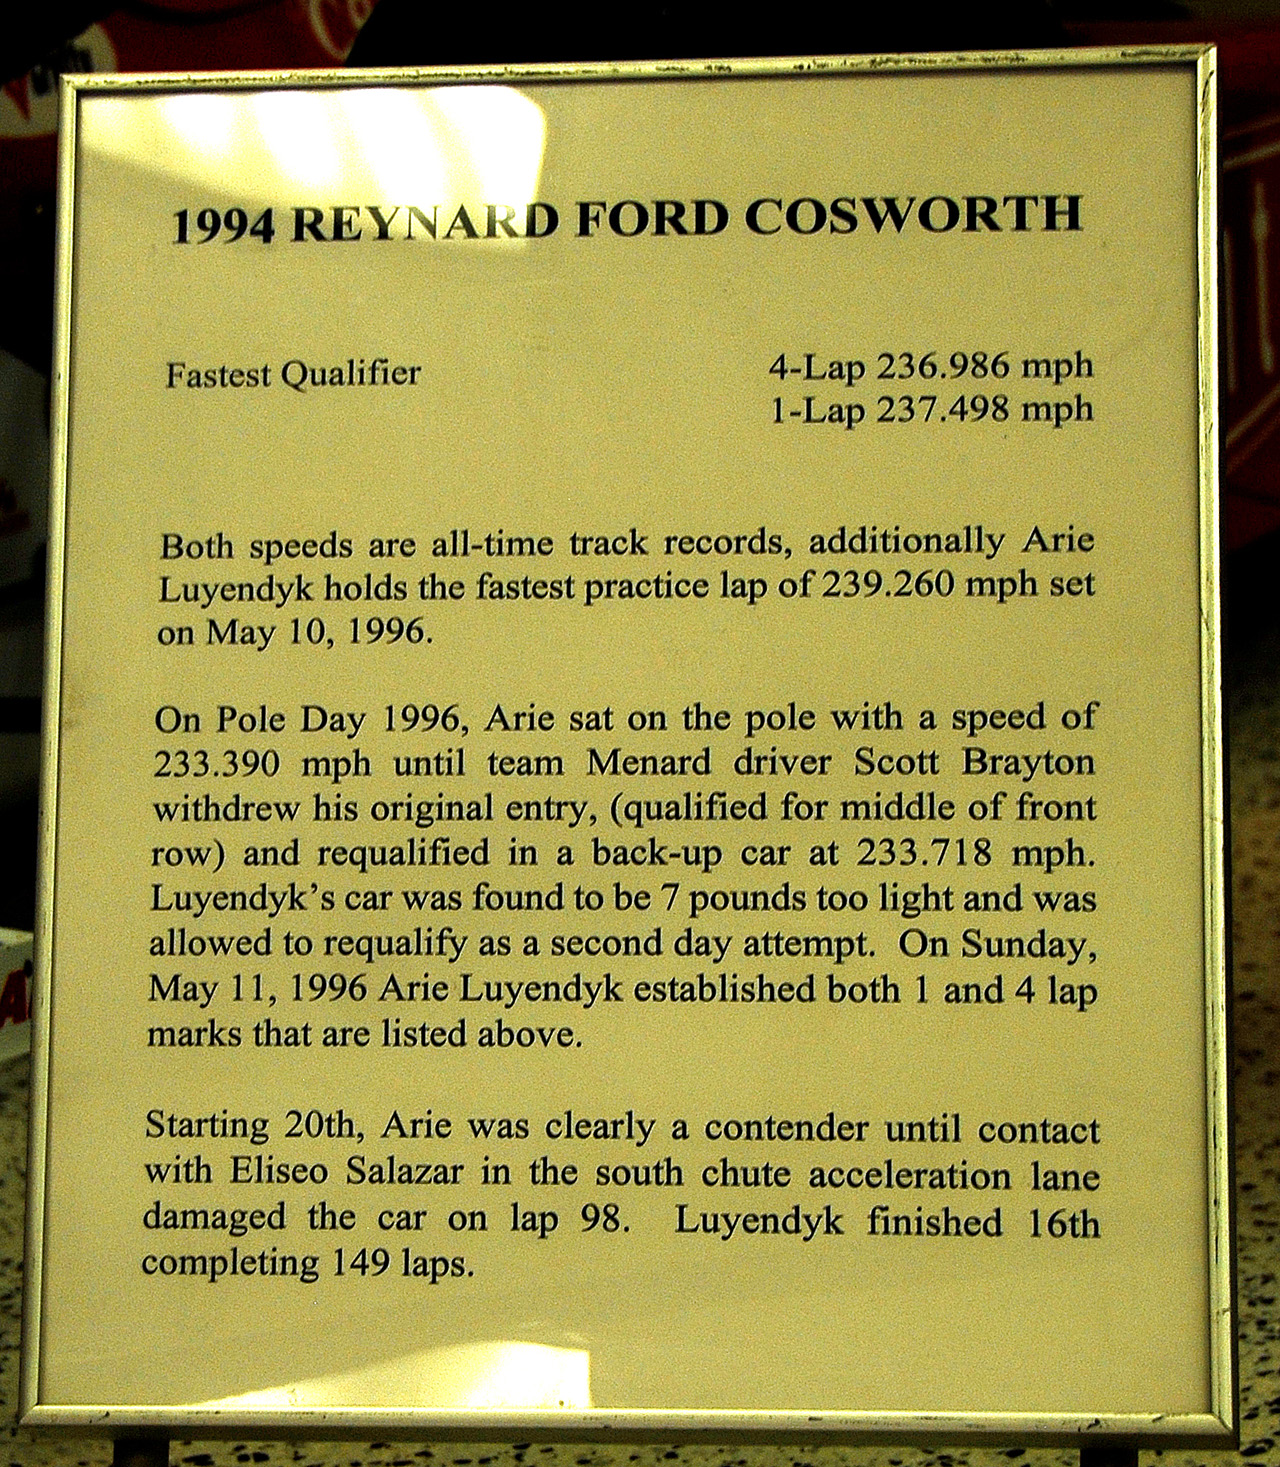 1994 REYNARD FORD COSWORTH
Fastest Qualifier 4-Lap 236.986 mph
1-Lap 237.498 mph
Both speeds are all-time track records, additionally Arie
Luyendyk holds the fastest practice lap of 239.260 mph set
on May 10, 1996.
On Pole Day 1996, Arie sat on the pole with a speed of
233.390 mph until team Menard driver Scott Brayton
withdrew his original entry, (qualified for middle of front
row) and requalified in a back-up car at 233.718 mph.
Luyendyk's car was found to be 7 pounds too light and was
allowed to requalify as a second day attempt. On Sunday,
May 11, 1996 Arie Luyendyk established both 1 and 4 lap
marks that are listed above.
Starting 20th, Arie was clearly a contender until contact
with Eliseo Salazar in the south chute acceleration lane
damaged the car on lap 98. Luyendyk finished 16th
completing 149 laps.